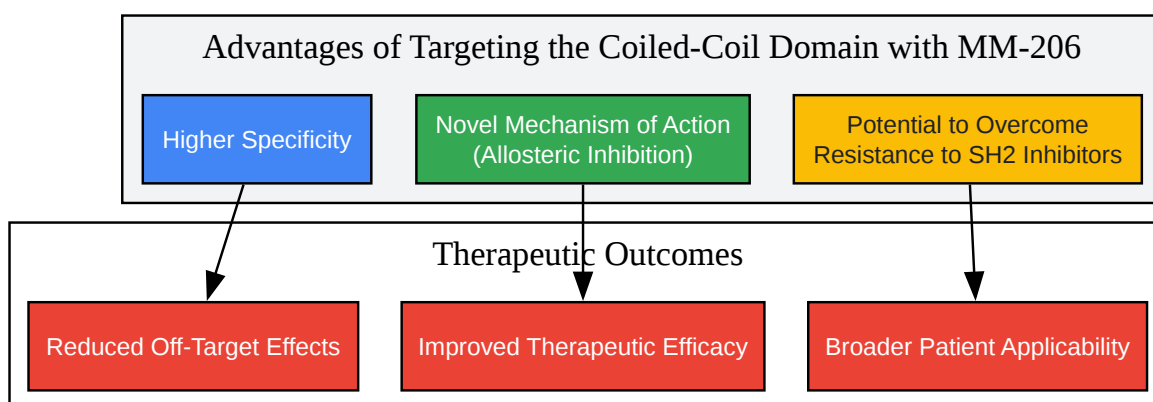 Advantages of Targeting the Coiled-Coil Domain with MM-206
Higher Specificity
Novel Mechanism of Action
(Allosteric Inhibition)
Potential to Overcome
Resistance to SH2 Inhibitors
Therapeutic Outcomes
Reduced Off-Target Effects
Improved Therapeutic Efficacy
Broader Patient Applicability